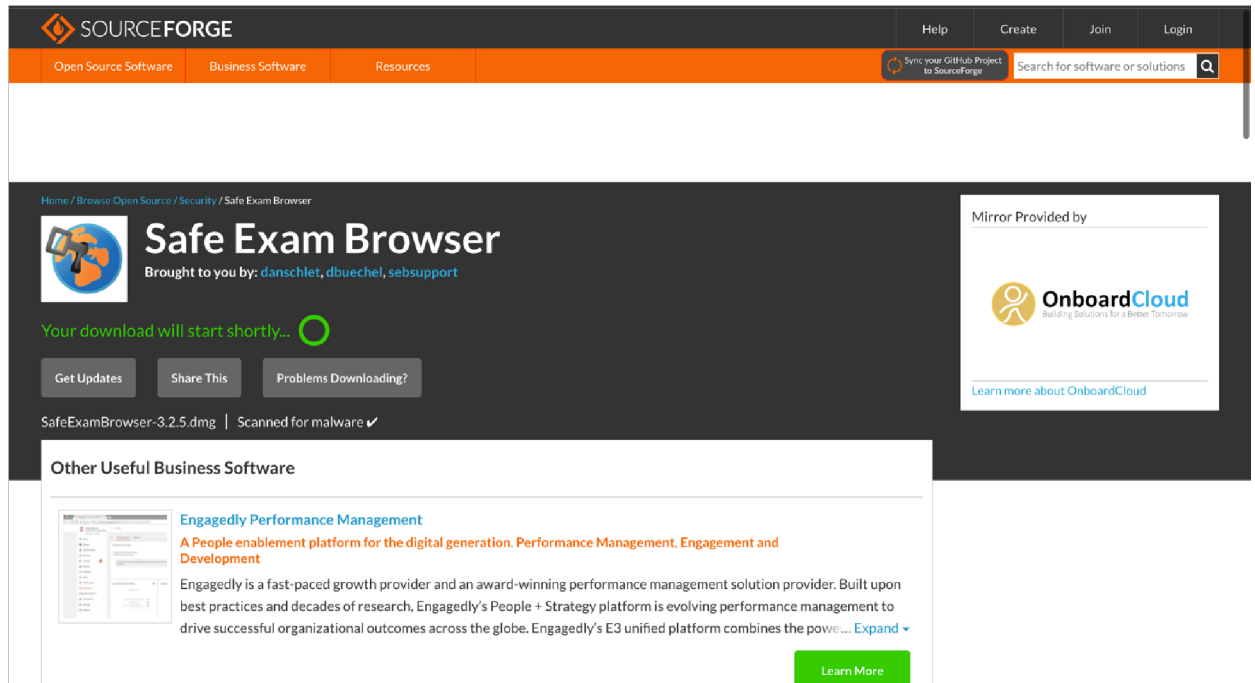 SOURCEFORGE
Help
Create
Join
Login
Open Source Software
Business Software
Resources
Sync your GitHub Project
to SourceForge
Search for software or solutions
Home / Browse Open Source / Security / Safe Exam Browser
Safe Exam Browser
Brought to you by: danschlet, dbuechel, sebsupport
Your download will start shortly...
Get Updates
Share This
Problems Downloading?
SafeExamBrowser-3.2.5.dmg | Scanned for malware ✔
Mirror Provided by
OnboardCloud
Building Solutions for a Better Tomorrow
Learn more about OnboardCloud
Other Useful Business Software
Engagedly Performance Management
A People enablement platform for the digital generation. Performance Management, Engagement and
Development
Engagedly is a fast-paced growth provider and an award-winning performance management solution provider. Built upon
best practices and decades of research, Engagedly's People + Strategy platform is evolving performance management to
drive successful organizational outcomes across the globe. Engagedly's E3 unified platform combines the powe... Expand
Learn More